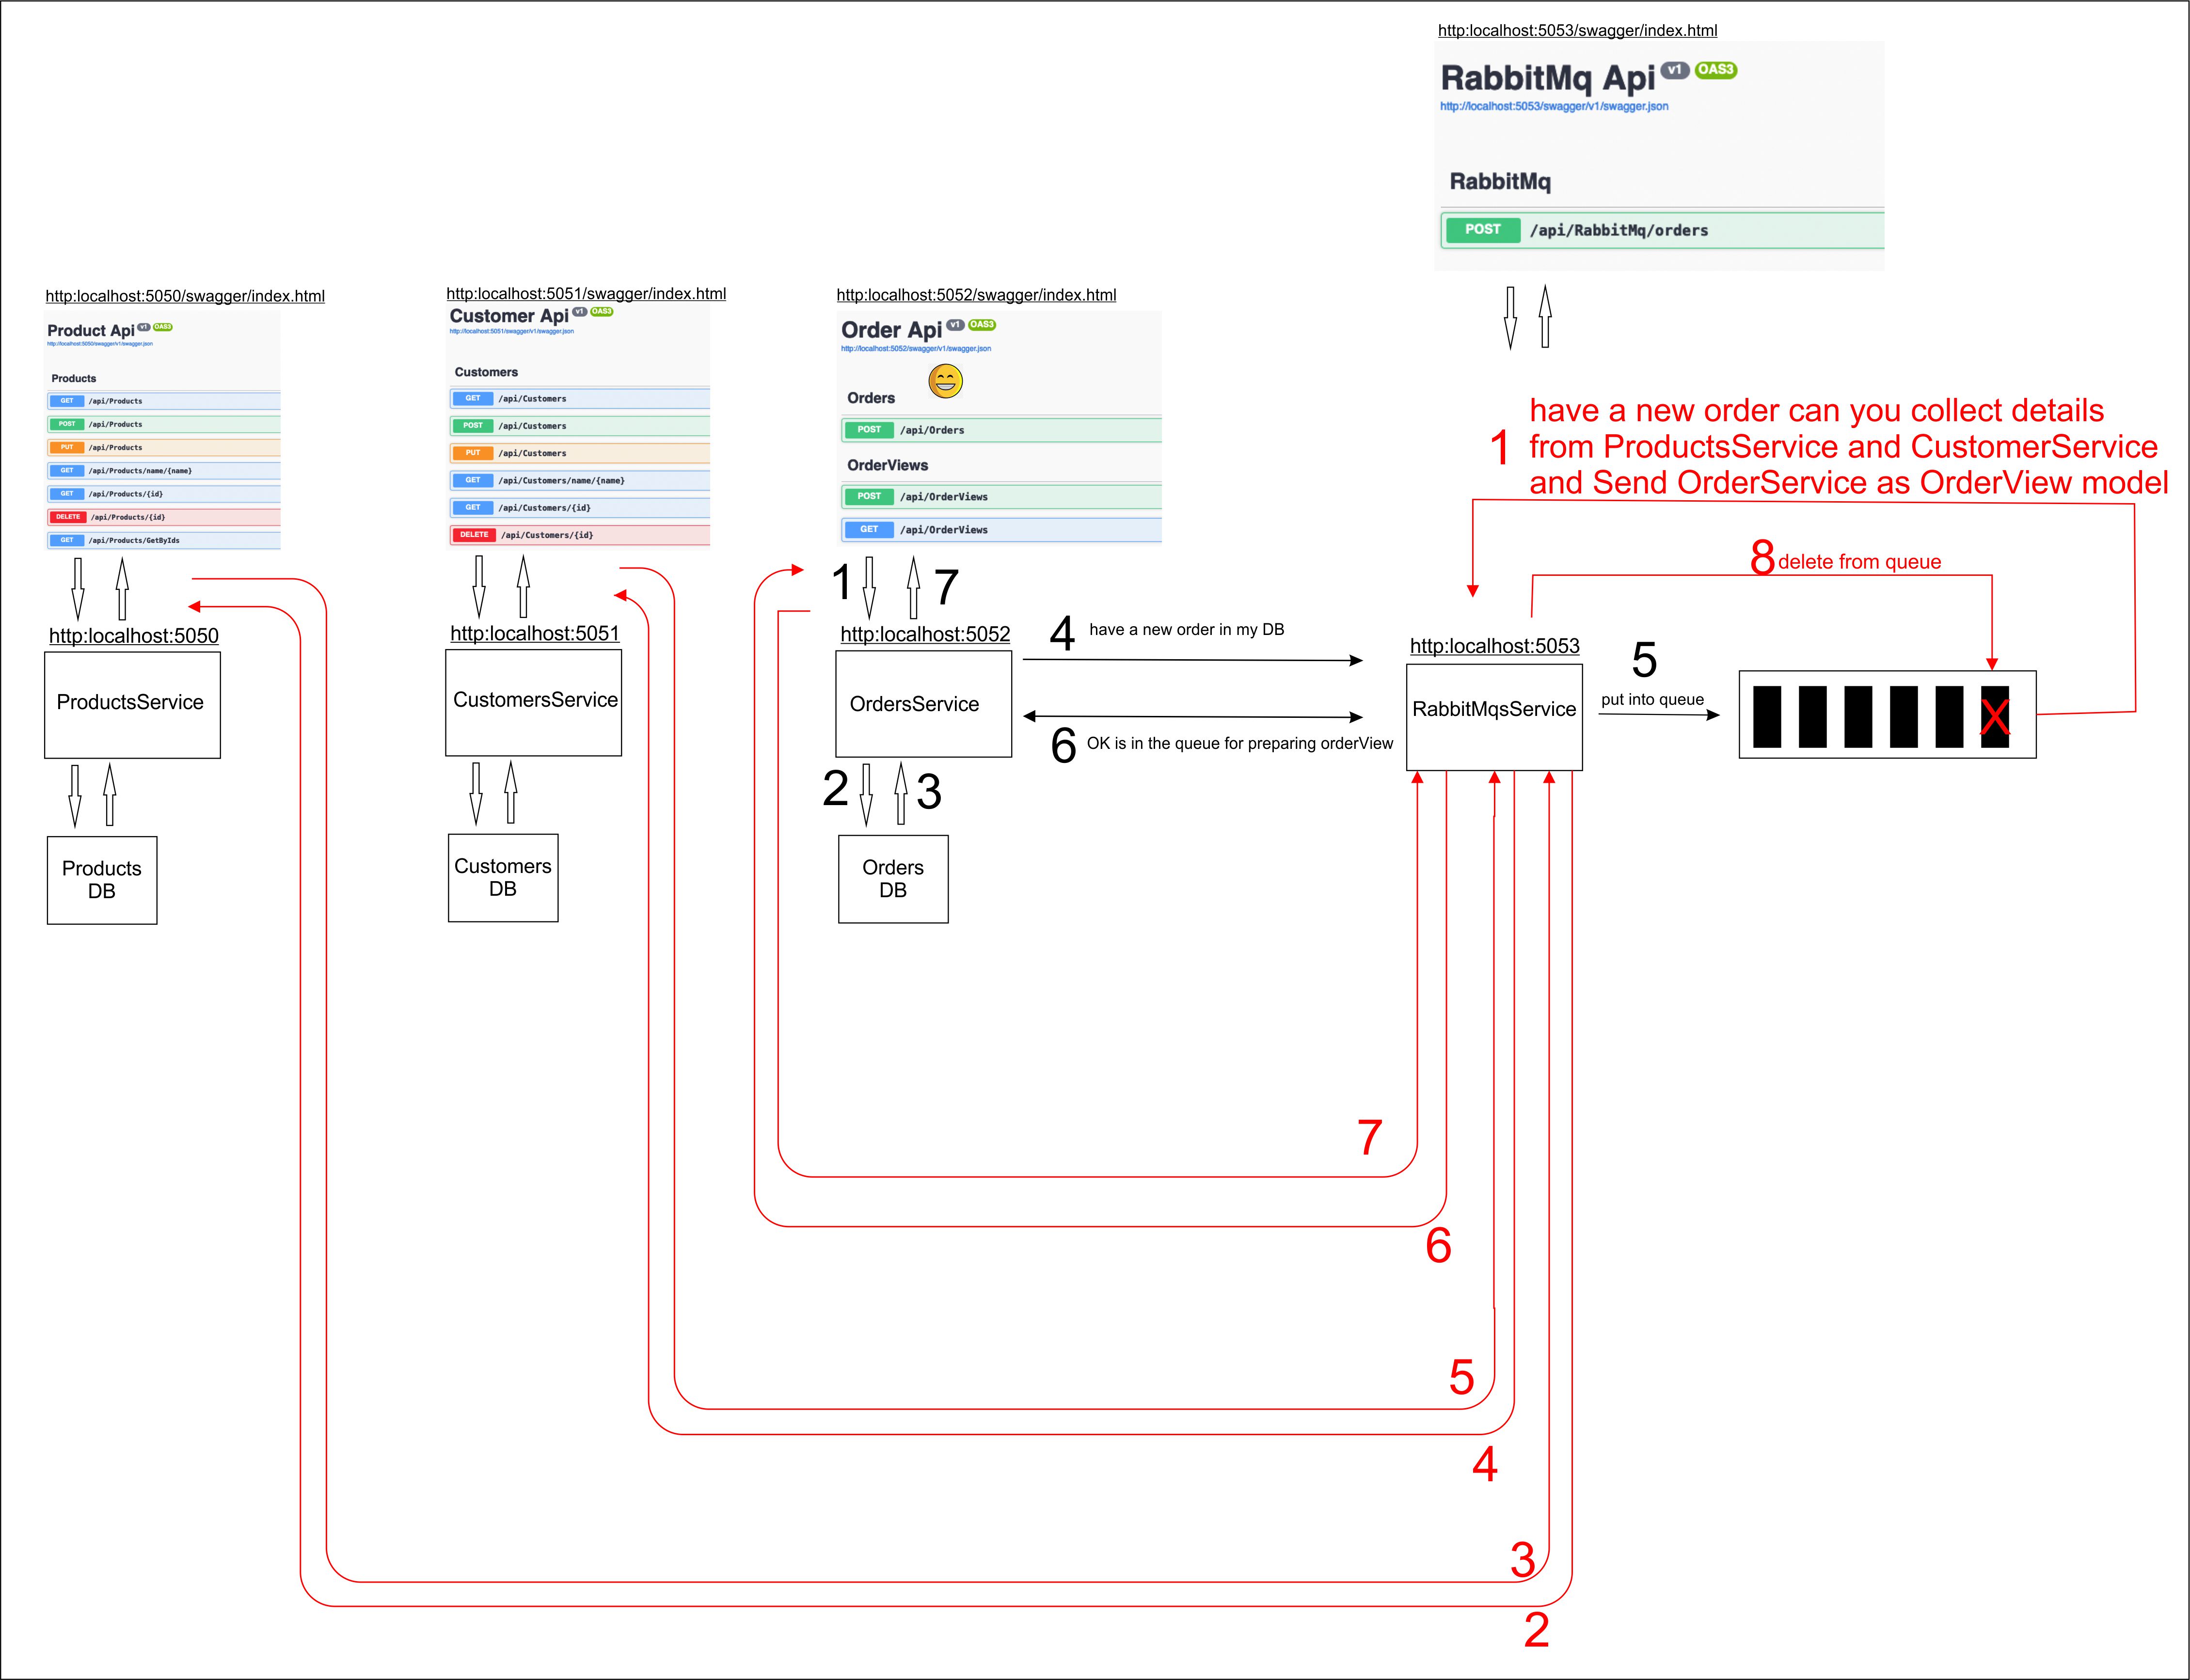 http:localhost:5053/swagger/index.html
RabbitMq Api v1 OAS3
http://localhost:5053/swagger/v1/swagger.json
RabbitMq
POST /api/RabbitMq/orders
http:localhost:5050/swagger/index.html
Product Api v1 OAS3
http://localhost:5050/swagger/v1/swagger.json
Products
GET /api/Products
POST /api/Products
PUT /api/Products
GET /api/Products/name/{name}
GET /api/Products/{id}
DELETE /api/Products/{id}
GET /api/Products/GetByIds
http:localhost:5051/swagger/index.html
Customer Api v1 OAS3
http://localhost:5051/swagger/v1/swagger.json
Customers
GET /api/Customers
POST /api/Customers
PUT /api/Customers
GET /api/Customers/name/{name}
GET /api/Customers/{id}
DELETE /api/Customers/{id}
http:localhost:5052/swagger/index.html
Order Api v1 OAS3
http://localhost:5052/swagger/v1/swagger.json
Orders
POST /api/Orders
OrderViews
POST /api/OrderViews
GET /api/OrderViews
1
have a new order can you collect details
from ProductsService and CustomerService
and Send OrderService as OrderView model
8 delete from queue
1
7
http:localhost:5050
ProductsService
Products
DB
http:localhost:5051
CustomersService
Customers
DB
http:localhost:5052
OrdersService
2
3
Orders
DB
4 have a new order in my DB
6 OK is in the queue for preparing orderView
http:localhost:5053
RabbitMqsService
5
put into queue
X
7
6
5
4
3
2